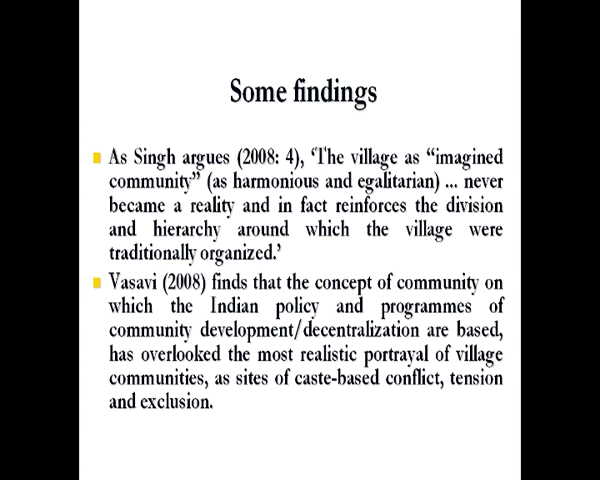 Some findings
As Singh argues (2008: 4), 'The village as “imagined
community” (as harmonious and egalitarian) ... never
became a reality and in fact reinforces the division
and hierarchy around which the village were
traditionally organized.'
Vasavi (2008) finds that the concept of community on
which the Indian policy and programmes of
community development/decentralization are based,
has overlooked the most realistic portrayal of village
communities, as sites of caste-based conflict, tension
and exclusion.